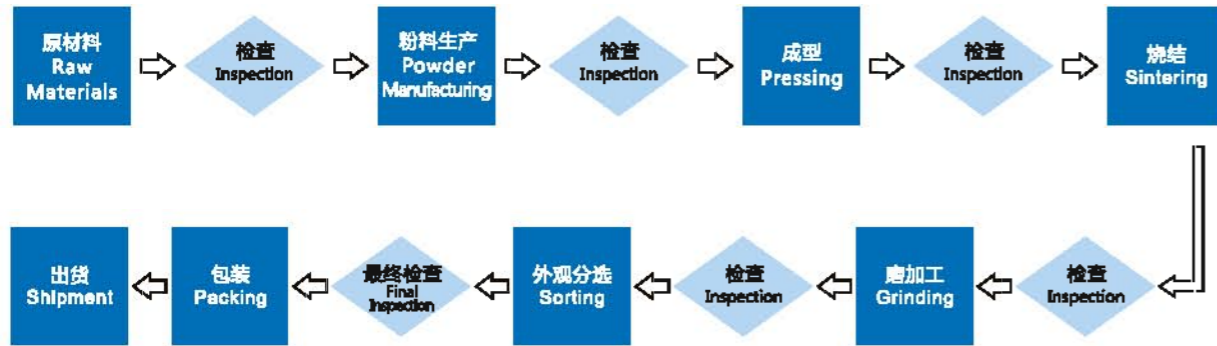 原材料
Raw
Materials
检查
Inspection
粉料生产
Powder
Manufacturing
检查
Inspection
成型
Pressing
检查
Inspection
烧结
Sintering
检查
Inspection
磨加工
Grinding
检查
Inspection
外观分选
Sorting
最终检查
Final
Inspection
包装
Packing
出货
Shipment